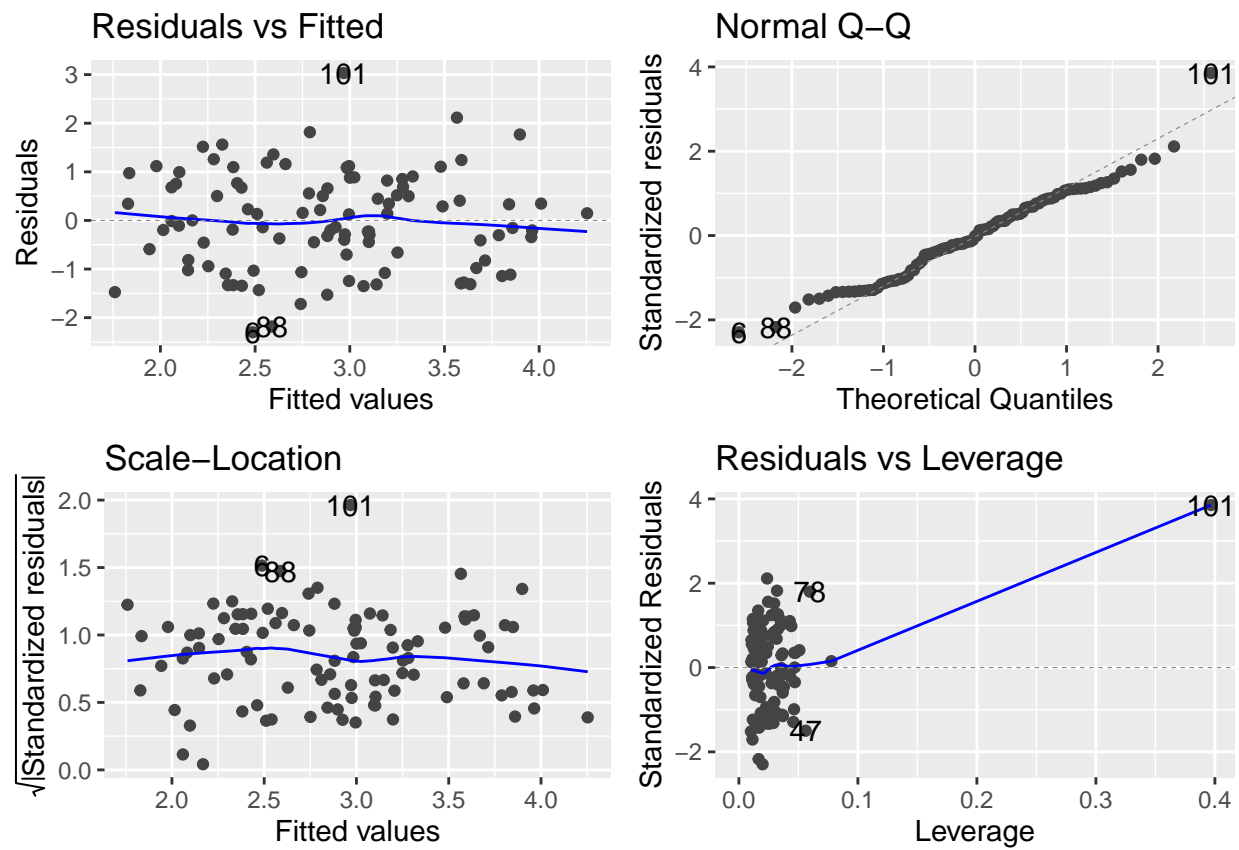 Residuals vs Fitted
3
2
1
0
−1
−2
Residuals
101
6
88
2.0 2.5 3.0 3.5 4.0
Fitted values
Normal Q−Q
4
2
0
−2
Standardized residuals
101
6
88
−2 −1 0 1 2
Theoretical Quantiles
Scale−Location
2.0
1.5
1.0
0.5
0.0
√|Standardized residuals|
101
6
88
2.0 2.5 3.0 3.5 4.0
Fitted values
Residuals vs Leverage
4
2
0
−2
Standardized Residuals
101
78
47
0.0 0.1 0.2 0.3 0.4
Leverage